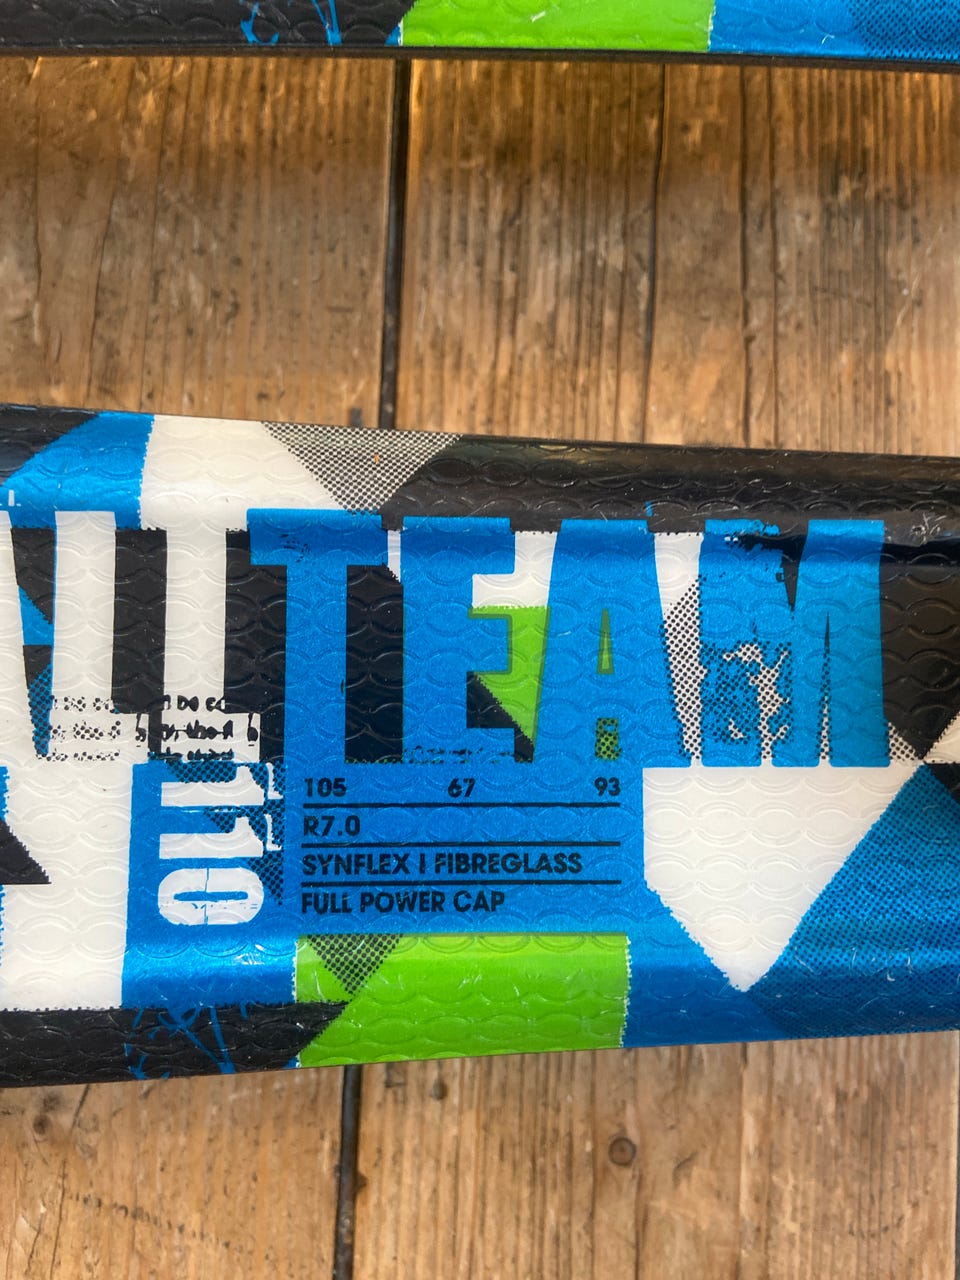 TEAM
110
105 67 93
R7.0
SYNFLEX | FIBREGLASS
FULL POWER CAP